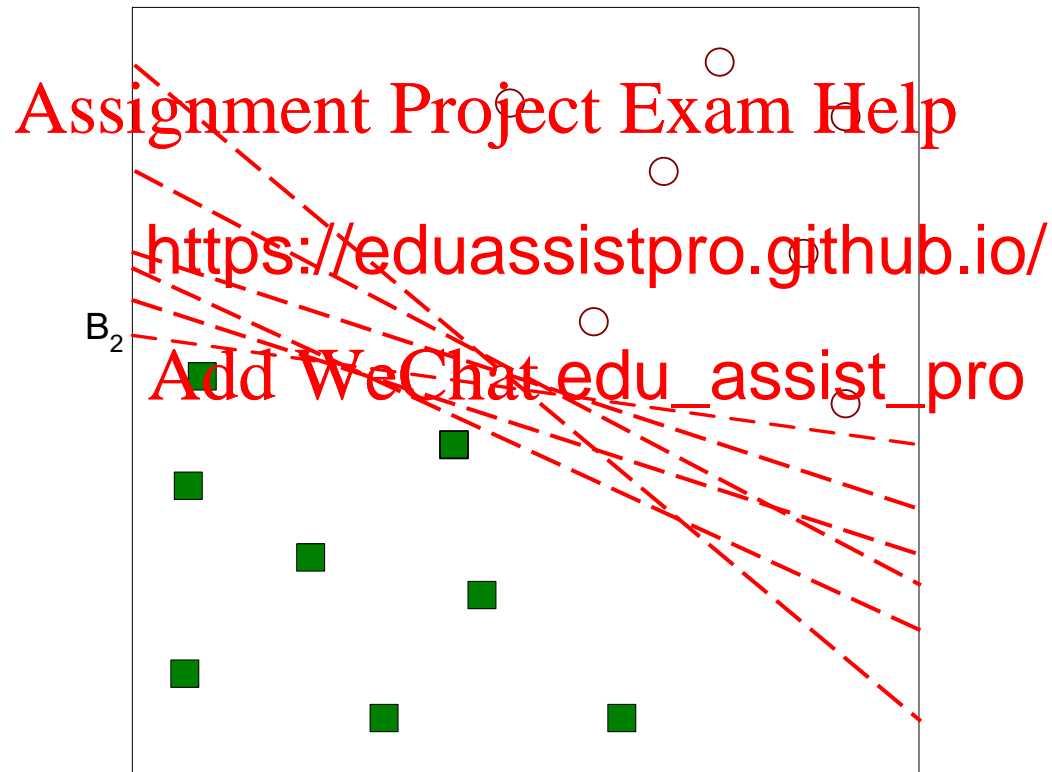 Assignment Project Exam Help
https://eduassistpro.github.io/
B2
Add WeChat edu_assist_pro